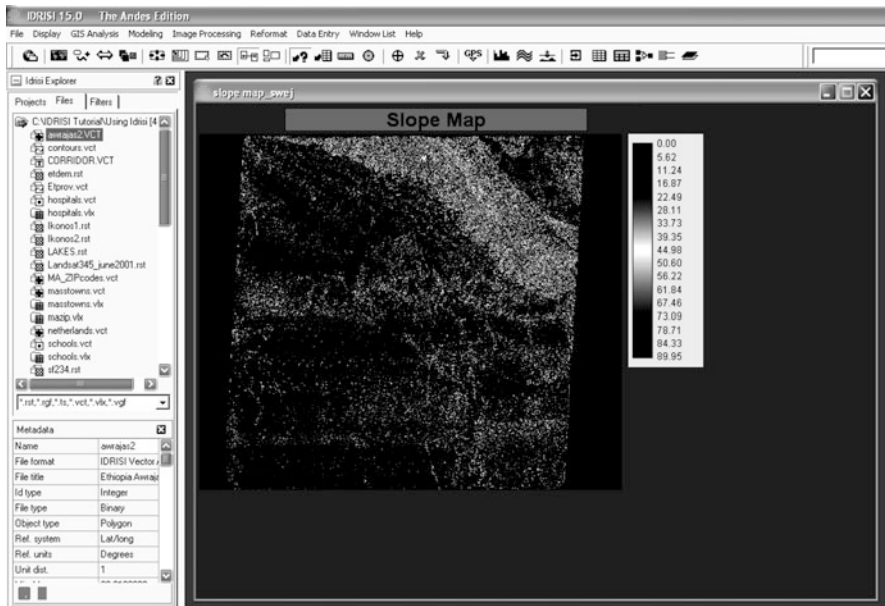 IDRISI 15.0 The Andes Edition
File Display GIS Analysis Modeling Image Processing Reformat Data Entry Window List Help
GPS
Idrisi Explorer
Projects Files Filters
C:\IDRISI Tutorial\Using Idrisi [4
awrajas2.VCT
contours.vct
CORRIDOR.VCT
etdem.rst
Etprov.vct
hospitals.vct
hospitals.vlx
Ikonos1.rst
Ikonos2.rst
LAKES.rst
Landsat345_june2001.rst
MA_ZIPcodes.vct
masstowns.vct
masstowns.vlx
mazip.vlx
netherlands.vct
schools.vct
schools.vlx
sf234.rst
*.rst,*.rgf,*.ts,*.vct,*.vlx,*.vgf
Metadata
Name awrajas2
File format IDRISI Vector
File title Ethiopia Awraja
Id type Integer
File type Binary
Object type Polygon
Ref. system Lat/long
Ref. units Degrees
Unit dist. 1
slope map_swej
Slope Map
0.00
5.62
11.24
16.87
22.49
28.11
33.73
39.35
44.98
50.60
56.22
61.84
67.46
73.09
78.71
84.33
89.95